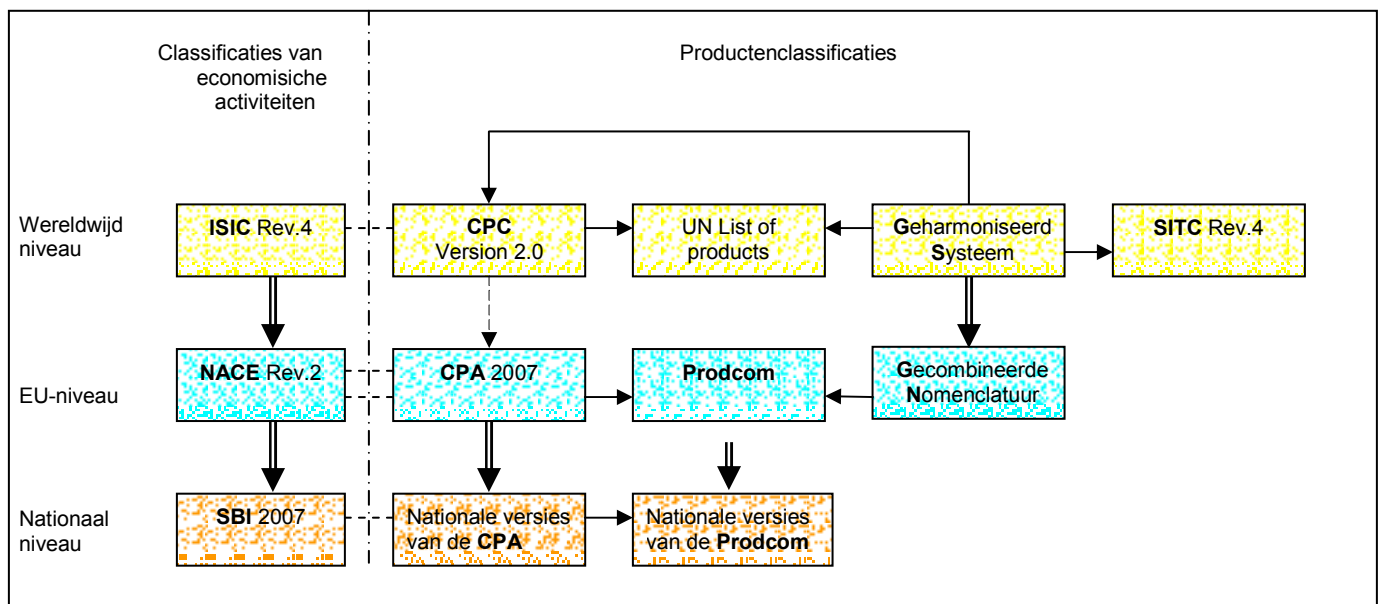 Classificaties van
economische
activiteiten
Productenclassificaties
Wereldwijd
niveau
ISIC Rev.4
CPC
Version 2.0
UN List of
products
Geharmoniseerd
Systeem
SITC Rev.4
EU-niveau
NACE Rev.2
CPA 2007
Prodcom
Gecombineerde
Nomenclatuur
Nationaal
niveau
SBI 2007
Nationale versies
van de CPA
Nationale versies
van de Prodcom